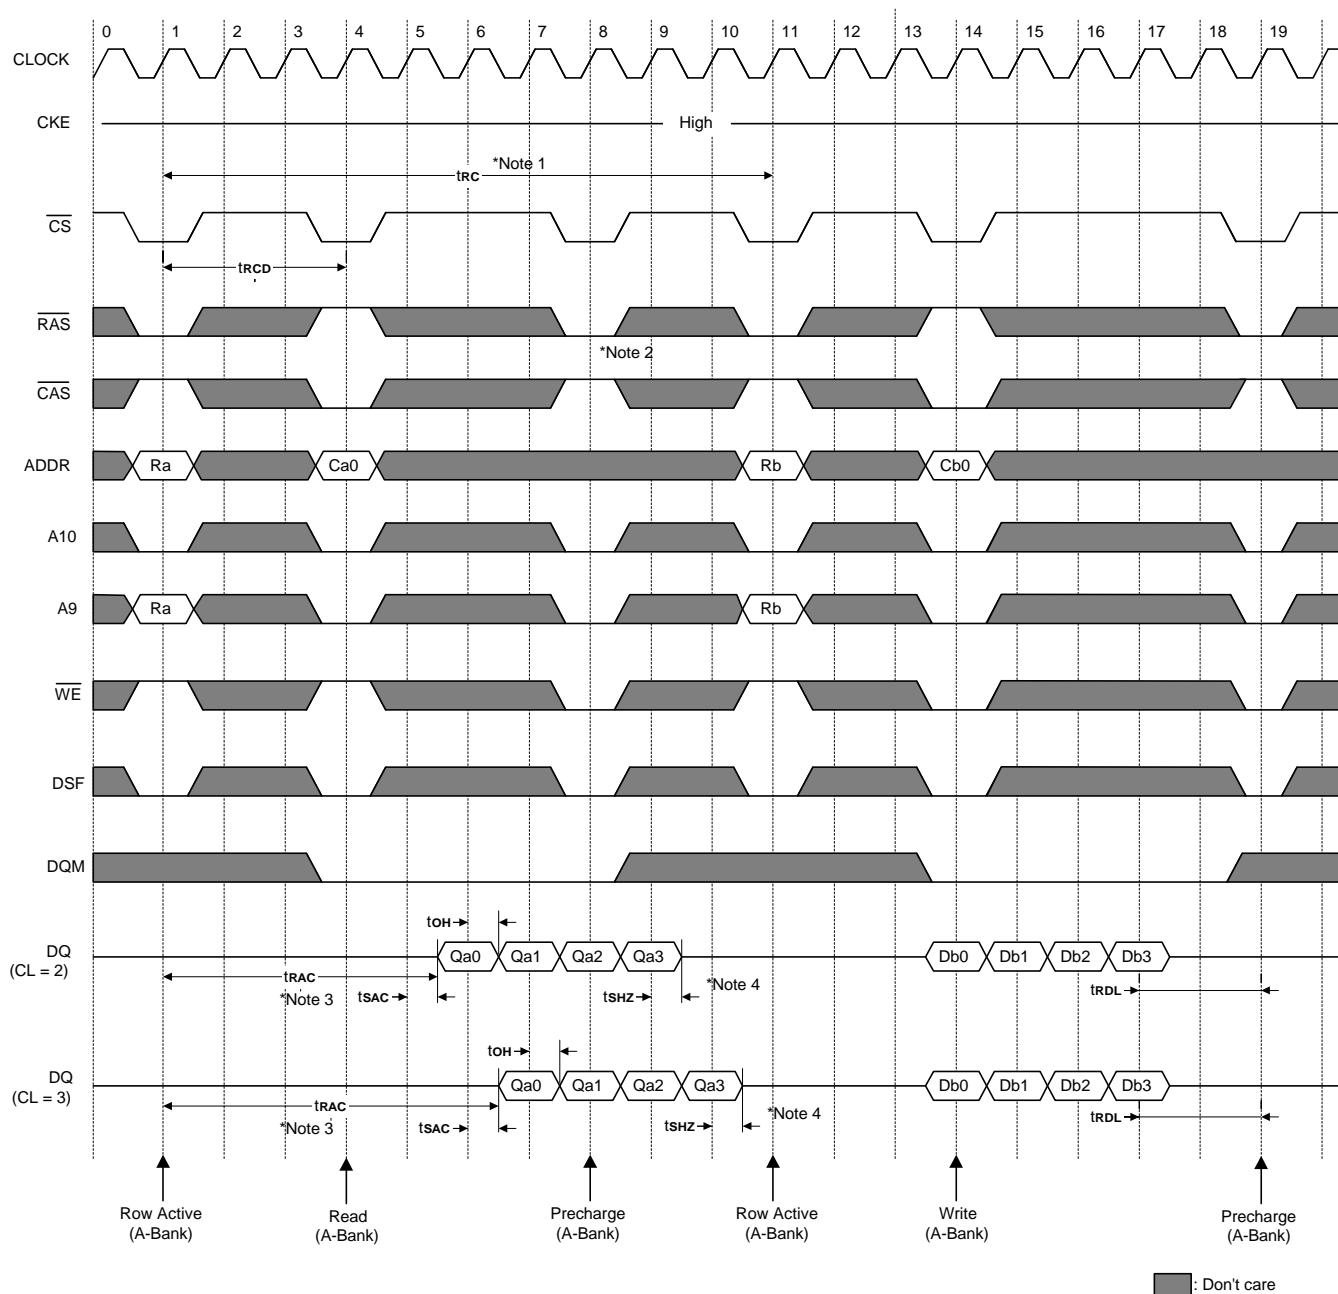 0 1 2 3 4 5 6 7 8 9 10 11 12 13 14 15 16 17 18 19
CLOCK
CKE High
*Note 1
tRC
CS
tRCD
RAS
*Note 2
CAS
ADDR Ra Ca0 Rb Cb0
A10
A9 Ra Rb
WE
DSF
DQM
tOH
DQ Qa0 Qa1 Qa2 Qa3 Db0 Db1 Db2 Db3
(CL = 2)
tRAC
*Note 3 tSAC tSHZ *Note 4 tRDL
tOH
DQ Qa0 Qa1 Qa2 Qa3 Db0 Db1 Db2 Db3
(CL = 3)
tRAC
*Note 3 tSAC tSHZ *Note 4 tRDL
Row Active
(A-Bank)
Read
(A-Bank)
Precharge
(A-Bank)
Row Active
(A-Bank)
Write
(A-Bank)
Precharge
(A-Bank)
: Don't care